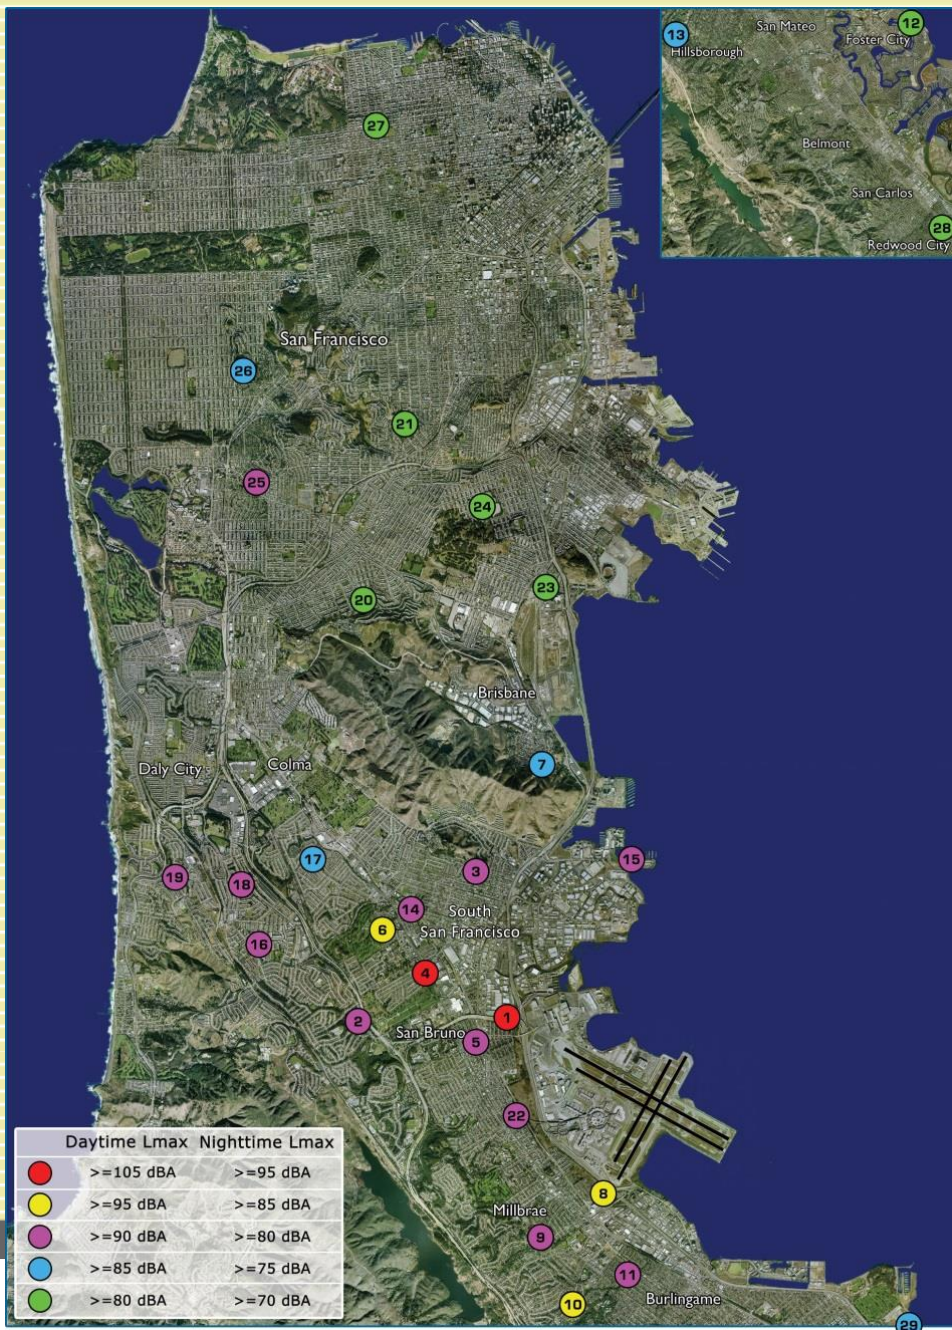 13
San Mateo
12
Foster City
Hillsborough
Belmont
San Carlos
28
Redwood City
27
San Francisco
26
21
25
24
23
20
Brisbane
7
Daly City
Colma
17
3
15
19
18
14
6
South
San Francisco
16
4
2
San Bruno
1
5
22
Daytime Lmax Nighttime Lmax
>=105 dBA >=95 dBA
>=95 dBA >=85 dBA
>=90 dBA >=80 dBA
>=85 dBA >=75 dBA
>=80 dBA >=70 dBA
8
Millbrae
9
11
10
Burlingame
29